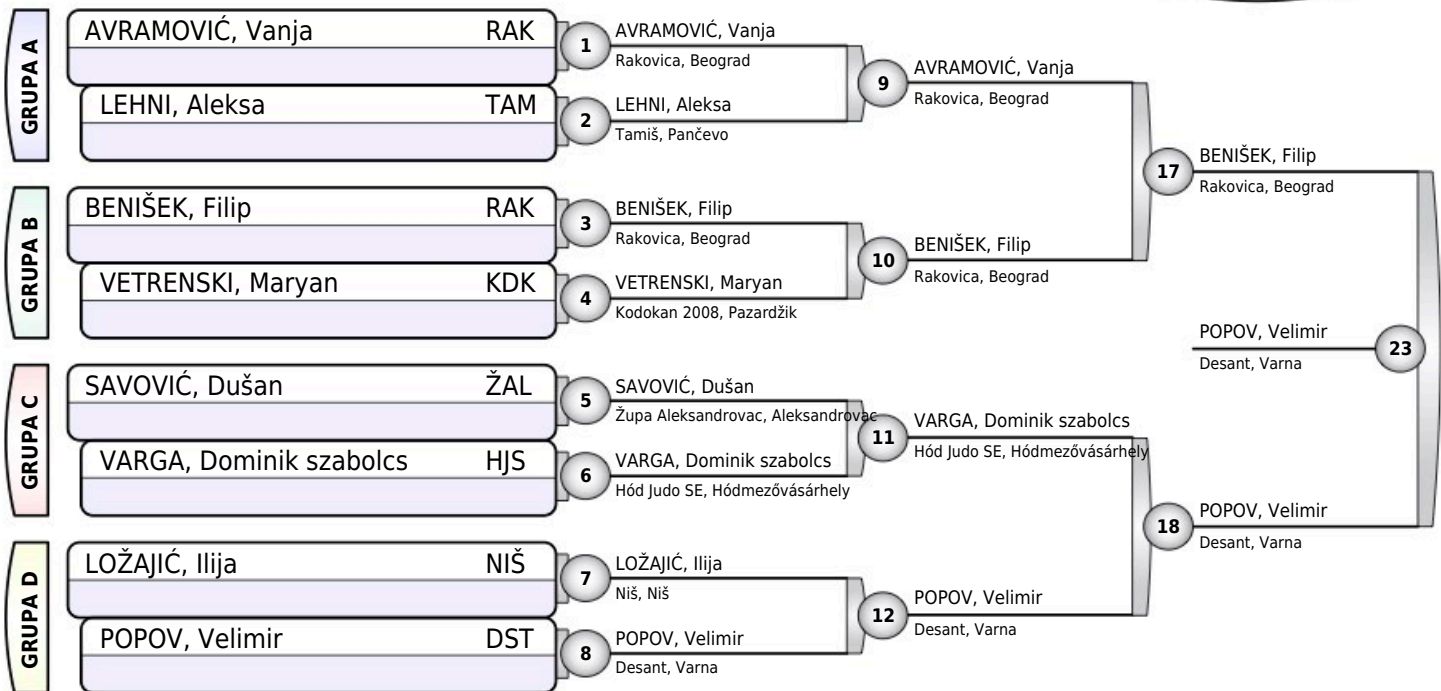 GRUPA A
AVRAMOVIĆ, Vanja RAK
LEHNI, Aleksa TAM
GRUPA B
BENIŠEK, Filip RAK
VETRENSKI, Maryan KDK
GRUPA C
SAVOVIĆ, Dušan ŽAL
VARGA, Dominik szabolcs HJS
GRUPA D
LOŽAJIĆ, Ilija NIŠ
POPOV, Velimir DST
1
AVRAMOVIĆ, Vanja
Rakovica, Beograd
2
LEHNI, Aleksa
Tamiš, Pančevo
3
BENIŠEK, Filip
Rakovica, Beograd
4
VETRENSKI, Maryan
Kodokan 2008, Pazardžik
5
SAVOVIĆ, Dušan
Župa Aleksandrovac, Aleksandrovac
6
VARGA, Dominik szabolcs
Hód Judo SE, Hódmezővásárhely
7
LOŽAJIĆ, Ilija
Niš, Niš
8
POPOV, Velimir
Desant, Varna
9
AVRAMOVIĆ, Vanja
Rakovica, Beograd
10
BENIŠEK, Filip
Rakovica, Beograd
11
VARGA, Dominik szabolcs
Hód Judo SE, Hódmezővásárhely
12
POPOV, Velimir
Desant, Varna
17
BENIŠEK, Filip
Rakovica, Beograd
18
POPOV, Velimir
Desant, Varna
POPOV, Velimir
Desant, Varna
23